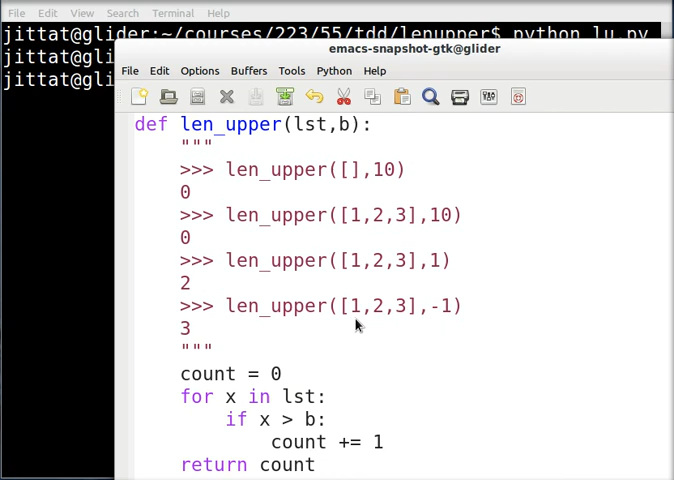 File Edit View Search Terminal Help
jittat@glider:~/courses/223/55/tdd/lenupper$ python lu.py
jittat@gli
jittat@gli
emacs-snapshot-gtk@glider
File Edit Options Buffers Tools Python Help
def len_upper(lst,b):
"""
>>> len_upper([],10)
0
>>> len_upper([1,2,3],10)
0
>>> len_upper([1,2,3],1)
2
>>> len_upper([1,2,3],-1)
3
"""
count = 0
for x in lst:
if x > b:
count += 1
return count